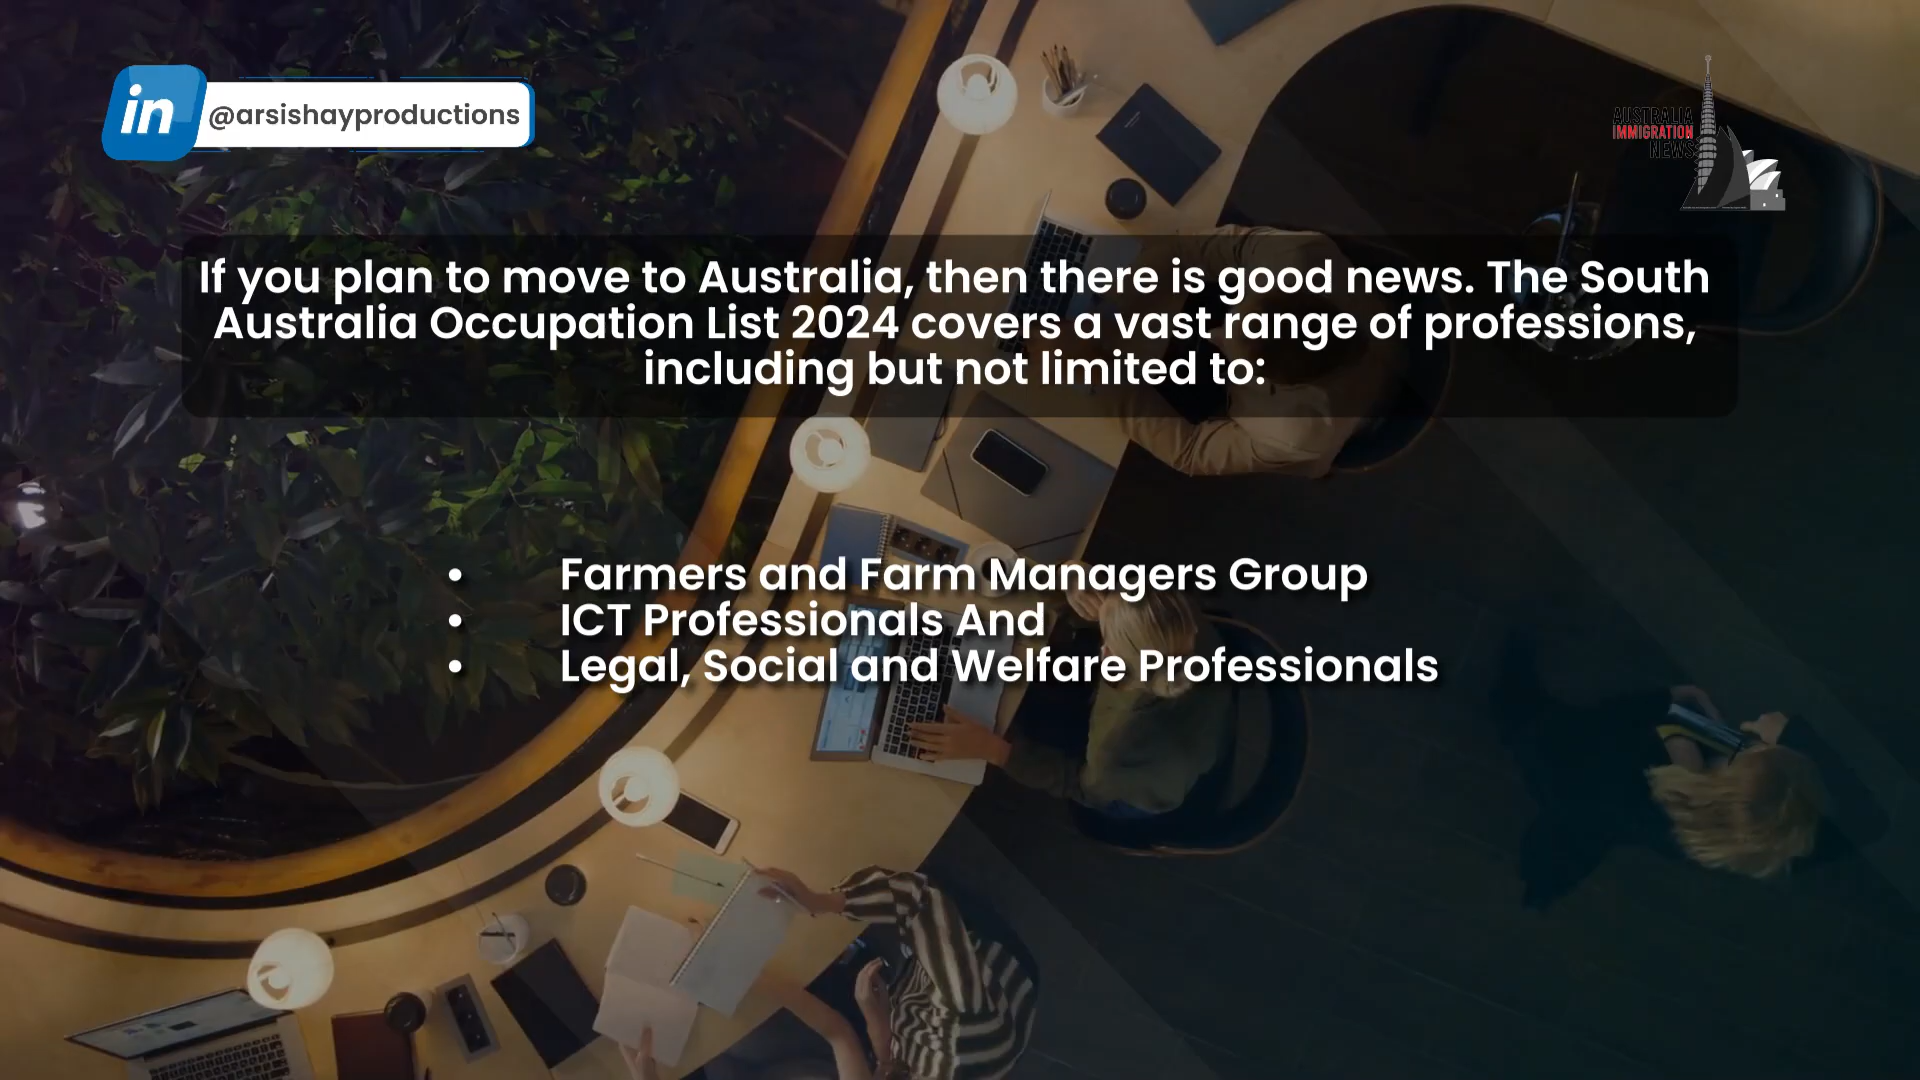 in @arsishayproductions
AUSTRALIA
IMMIGRATION
NEWS
If you plan to move to Australia, then there is good news. The South
Australia Occupation List 2024 covers a vast range of professions,
including but not limited to:
• Farmers and Farm Managers Group
• ICT Professionals And
• Legal, Social and Welfare Professionals